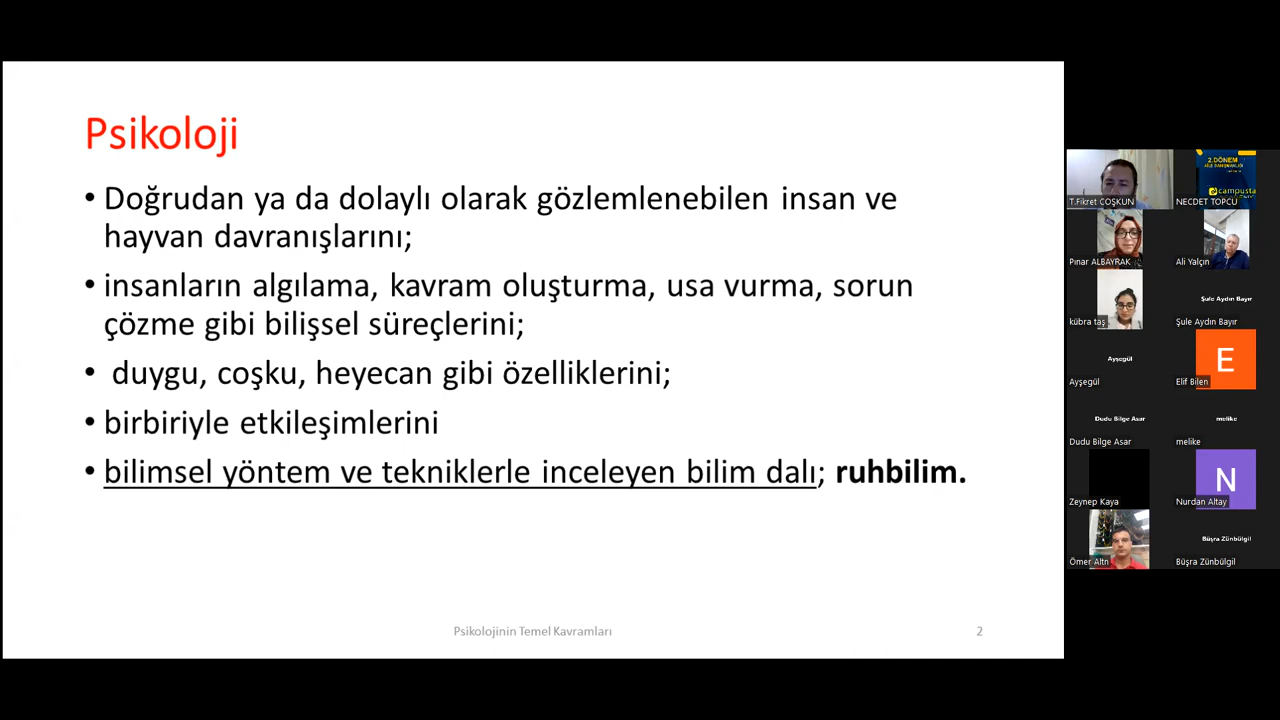 Psikoloji
• Doğrudan ya da dolaylı olarak gözlemlenebilen insan ve
hayvan davranışlarını;
• insanların algılama, kavram oluşturma, usa vurma, sorun
çözme gibi bilişsel süreçlerini;
• duygu, coşku, heyecan gibi özelliklerini;
• birbiriyle etkileşimlerini
• bilimsel yöntem ve tekniklerle inceleyen bilim dalı; ruhbilim.
Psikolojinin Temel Kavramları
2
T.Fikret COŞKUN
2.DÖNEM
AİLE DANIŞMANLIĞI
campusta
NECDET TOPCU
Pınar ALBAYRAK
Ali Yalçın
kübra taş
Şule Aydın Bayır
Şule Aydın Bayır
Ayşegül
Ayşegül
E
Elif Bilen
Dudu Bilge Asar
Dudu Bilge Asar
melike
melike
Zeynep Kaya
N
Nurdan Altay
Ömer Altn
Büşra Zünbülgil
Büşra Zünbülgil